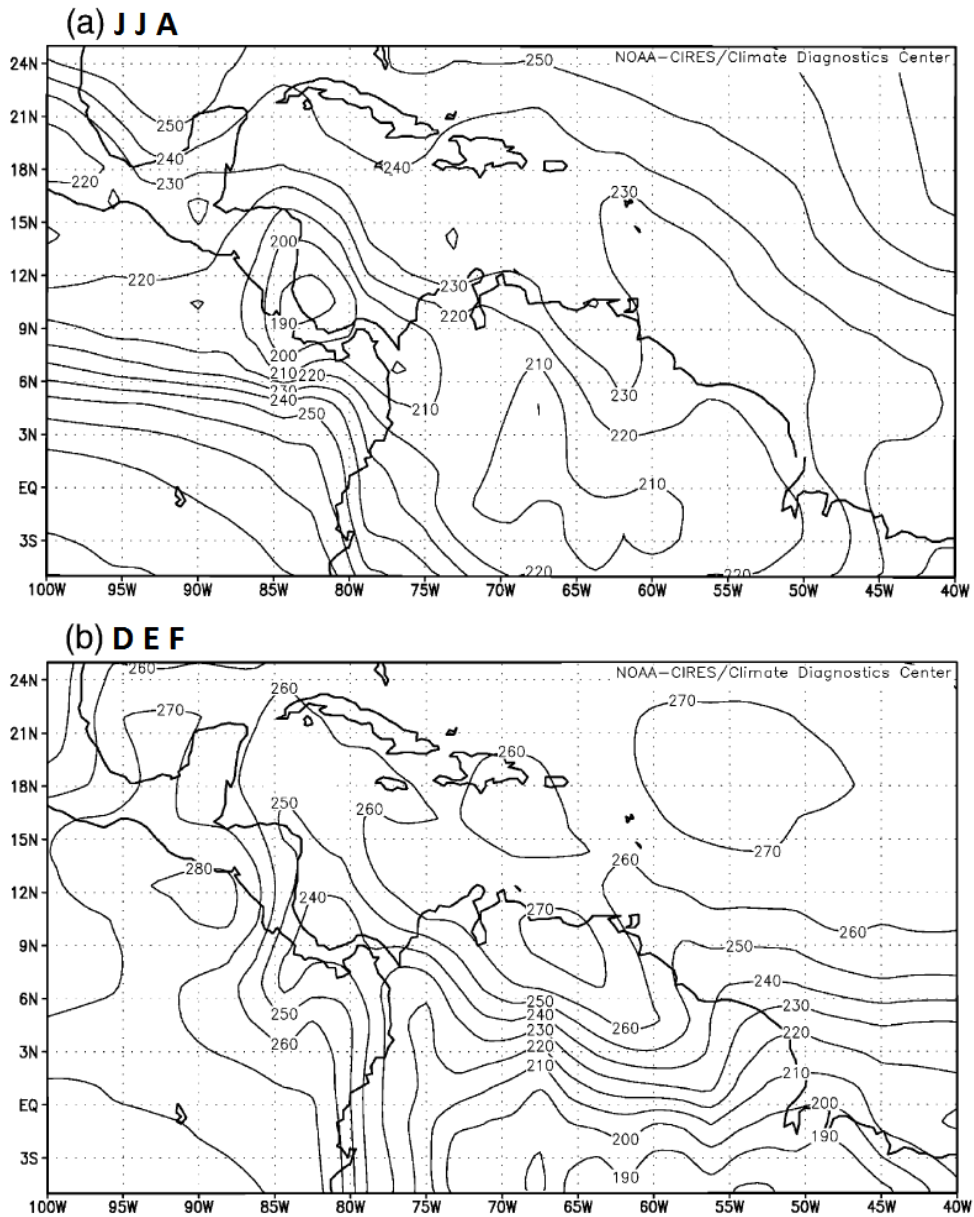 (a) J J A
NOAA-CIRES/Climate Diagnostics Center
24N
21N
18N
15N
12N
9N
6N
3N
EQ
3S
250
250
240
240
230
220
230
200
220
230
220
190
200
210
220
210
230
240
250
210
230
220
210
220
220
100W 95W 90W 85W 80W 75W 70W 65W 60W 55W 50W 45W 40W
(b) D E F
NOAA-CIRES/Climate Diagnostics Center
24N
21N
18N
15N
12N
9N
6N
3N
EQ
3S
260
260
270
270
260
250
260
270
260
280
240
270
260
250
240
250
250
230
240
260
220
230
260
220
210
210
200
200
190
190
100W 95W 90W 85W 80W 75W 70W 65W 60W 55W 50W 45W 40W